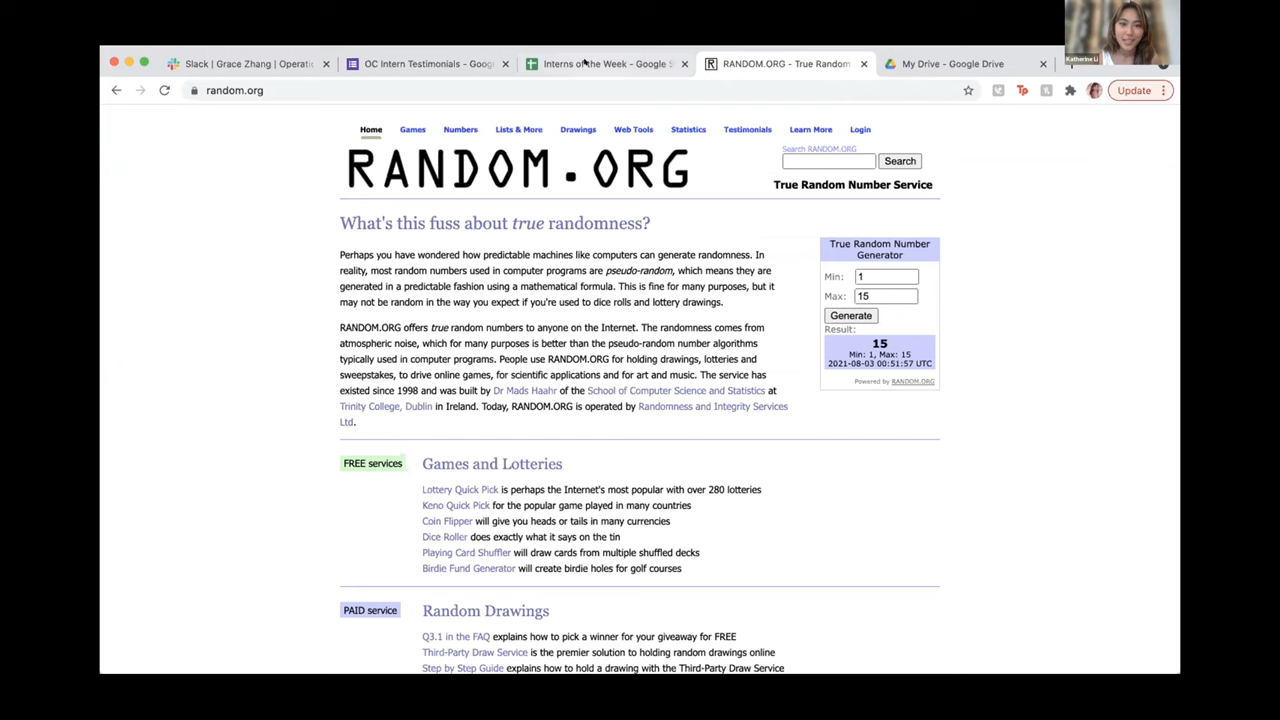 Katherine Li
Slack | Grace Zhang | Operatio
OC Intern Testimonials - Goog
Interns of the Week - Google S
RANDOM.ORG - True Random
My Drive - Google Drive
random.org
Tp
Update
Home Games Numbers Lists & More Drawings Web Tools Statistics Testimonials Learn More Login
RANDOM.ORG
Search RANDOM.ORG
Search
True Random Number Service
What's this fuss about true randomness?
Perhaps you have wondered how predictable machines like computers can generate randomness. In
reality, most random numbers used in computer programs are pseudo-random, which means they are
generated in a predictable fashion using a mathematical formula. This is fine for many purposes, but it
may not be random in the way you expect if you're used to dice rolls and lottery drawings.
RANDOM.ORG offers true random numbers to anyone on the Internet. The randomness comes from
atmospheric noise, which for many purposes is better than the pseudo-random number algorithms
typically used in computer programs. People use RANDOM.ORG for holding drawings, lotteries and
sweepstakes, to drive online games, for scientific applications and for art and music. The service has
existed since 1998 and was built by Dr Mads Haahr of the School of Computer Science and Statistics at
Trinity College, Dublin in Ireland. Today, RANDOM.ORG is operated by Randomness and Integrity Services
Ltd.
True Random Number
Generator
Min: 1
Max: 15
Generate
Result:
15
Min: 1, Max: 15
2021-08-03 00:51:57 UTC
Powered by RANDOM.ORG
FREE services
Games and Lotteries
Lottery Quick Pick is perhaps the Internet's most popular with over 280 lotteries
Keno Quick Pick for the popular game played in many countries
Coin Flipper will give you heads or tails in many currencies
Dice Roller does exactly what it says on the tin
Playing Card Shuffler will draw cards from multiple shuffled decks
Birdie Fund Generator will create birdie holes for golf courses
PAID service
Random Drawings
Q3.1 in the FAQ explains how to pick a winner for your giveaway for FREE
Third-Party Draw Service is the premier solution to holding random drawings online
Step by Step Guide explains how to hold a drawing with the Third-Party Draw Service